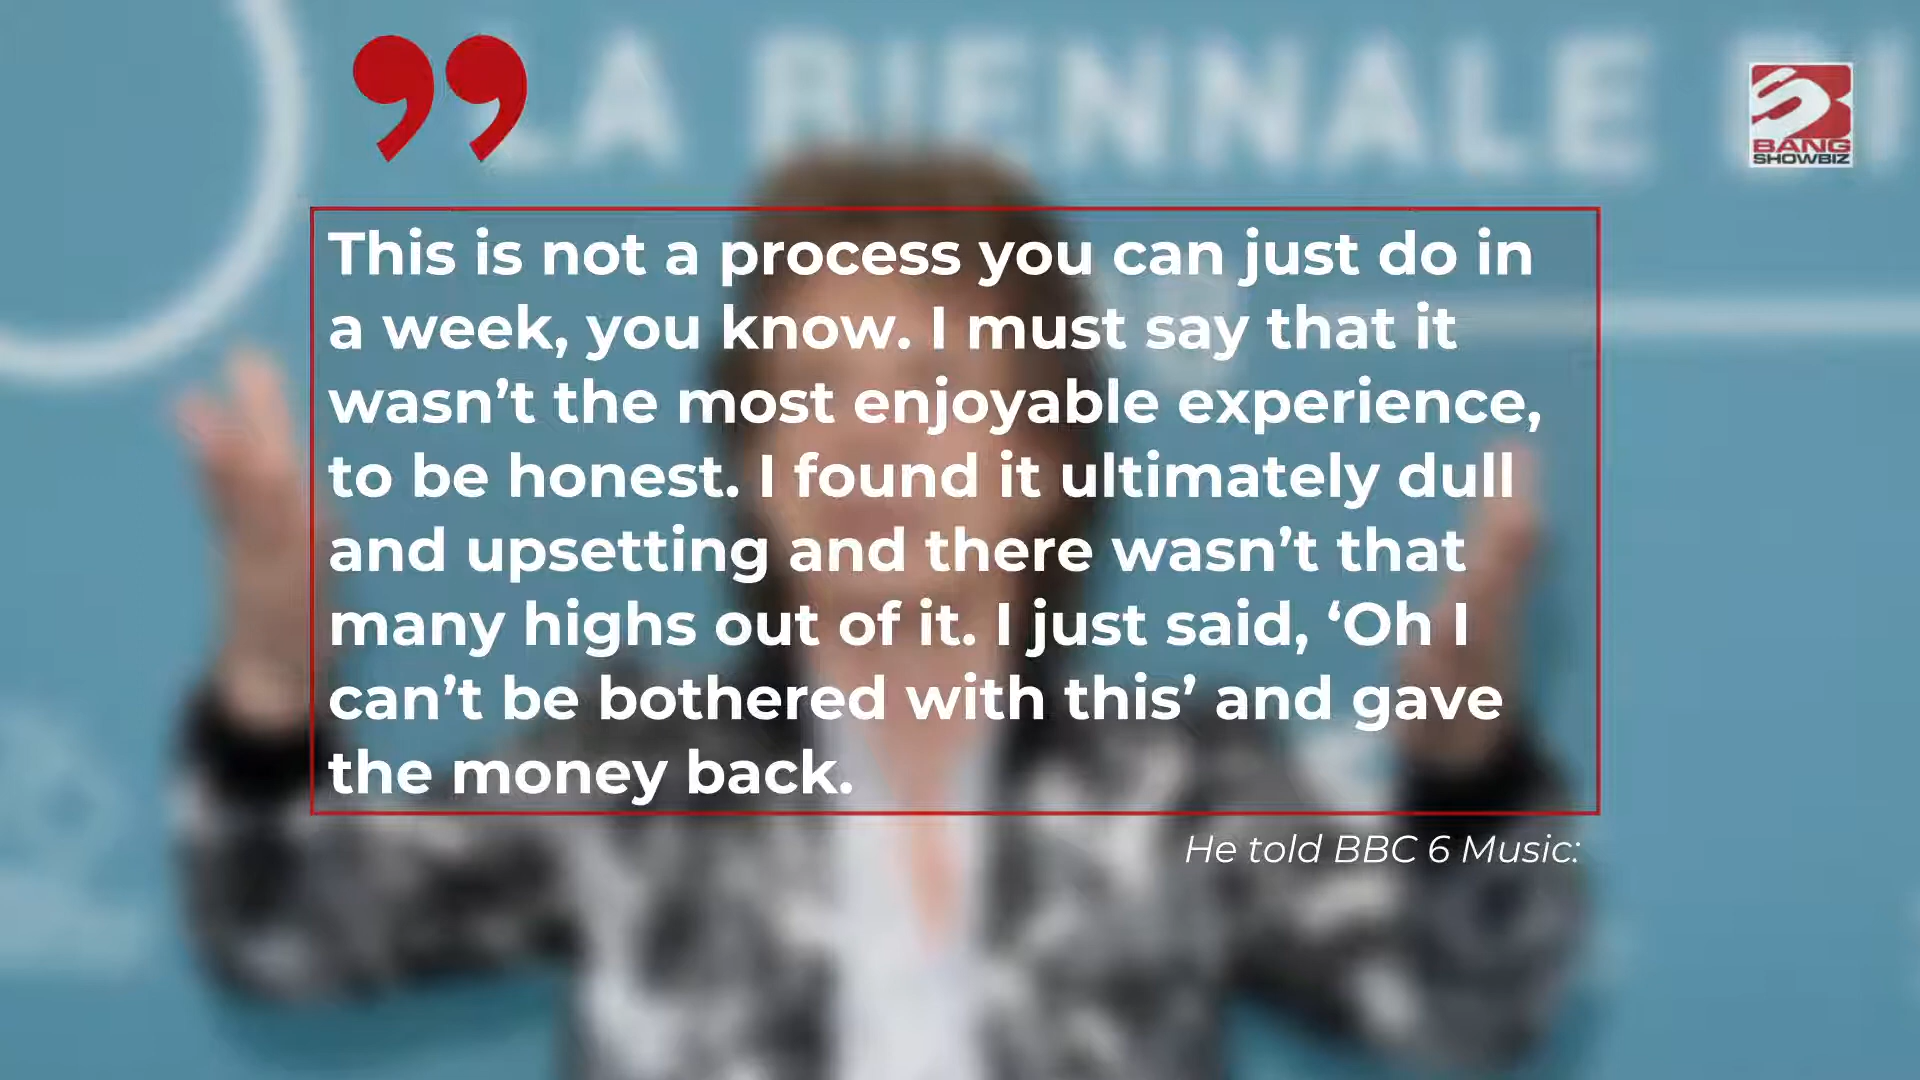 ”
LA BIENNALE DI
BANG
SHOWBIZ
This is not a process you can just do in
a week, you know. I must say that it
wasn’t the most enjoyable experience,
to be honest. I found it ultimately dull
and upsetting and there wasn’t that
many highs out of it. I just said, ‘Oh I
can’t be bothered with this’ and gave
the money back.
He told BBC 6 Music: